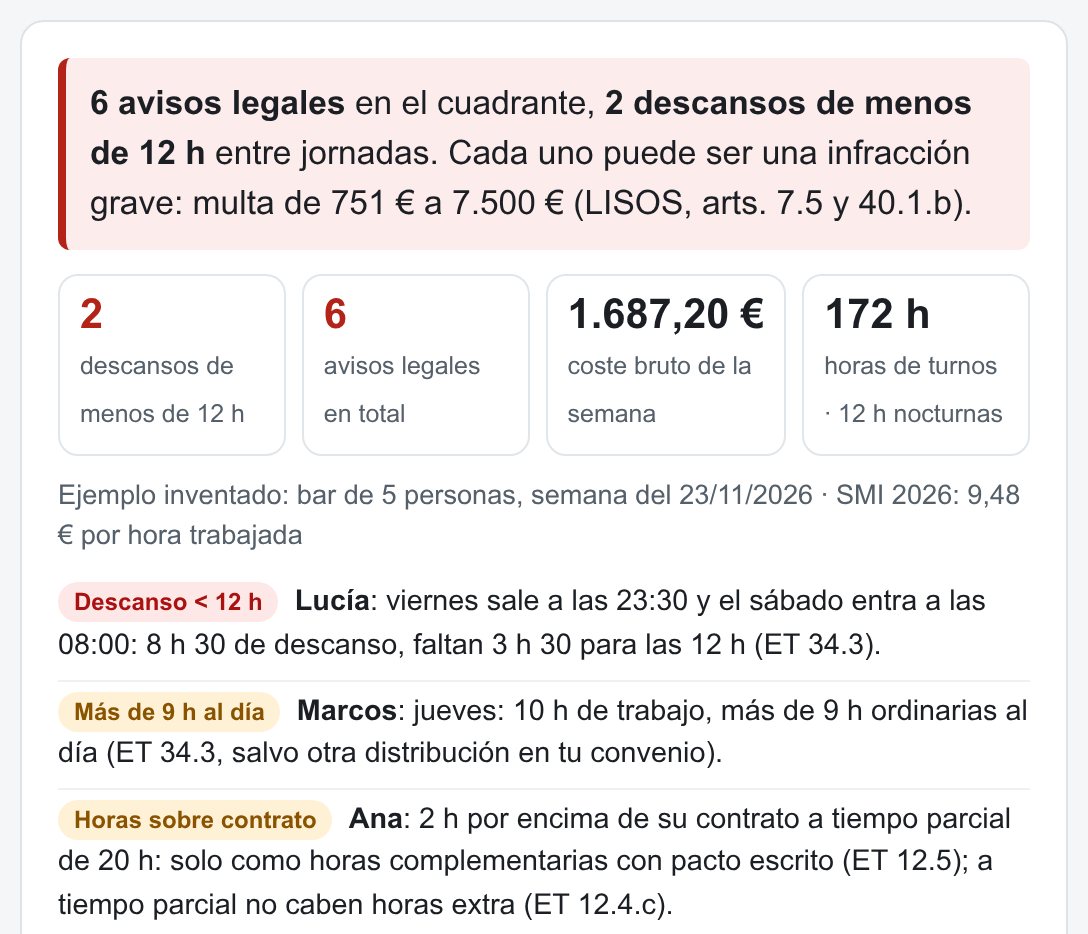 6 avisos legales en el cuadrante, 2 descansos de menos
de 12 h entre jornadas. Cada uno puede ser una infracción
grave: multa de 751 € a 7.500 € (LISOS, arts. 7.5 y 40.1.b).
2
descansos de
menos de 12 h
6
avisos legales
en total
1.687,20 €
coste bruto de la
semana
172 h
horas de turnos
· 12 h nocturnas
Ejemplo inventado: bar de 5 personas, semana del 23/11/2026 · SMI 2026: 9,48
€ por hora trabajada
Descanso < 12 h Lucía: viernes sale a las 23:30 y el sábado entra a las
08:00: 8 h 30 de descanso, faltan 3 h 30 para las 12 h (ET 34.3).
Más de 9 h al día Marcos: jueves: 10 h de trabajo, más de 9 h ordinarias al
día (ET 34.3, salvo otra distribución en tu convenio).
Horas sobre contrato Ana: 2 h por encima de su contrato a tiempo parcial
de 20 h: solo como horas complementarias con pacto escrito (ET 12.5); a
tiempo parcial no caben horas extra (ET 12.4.c).